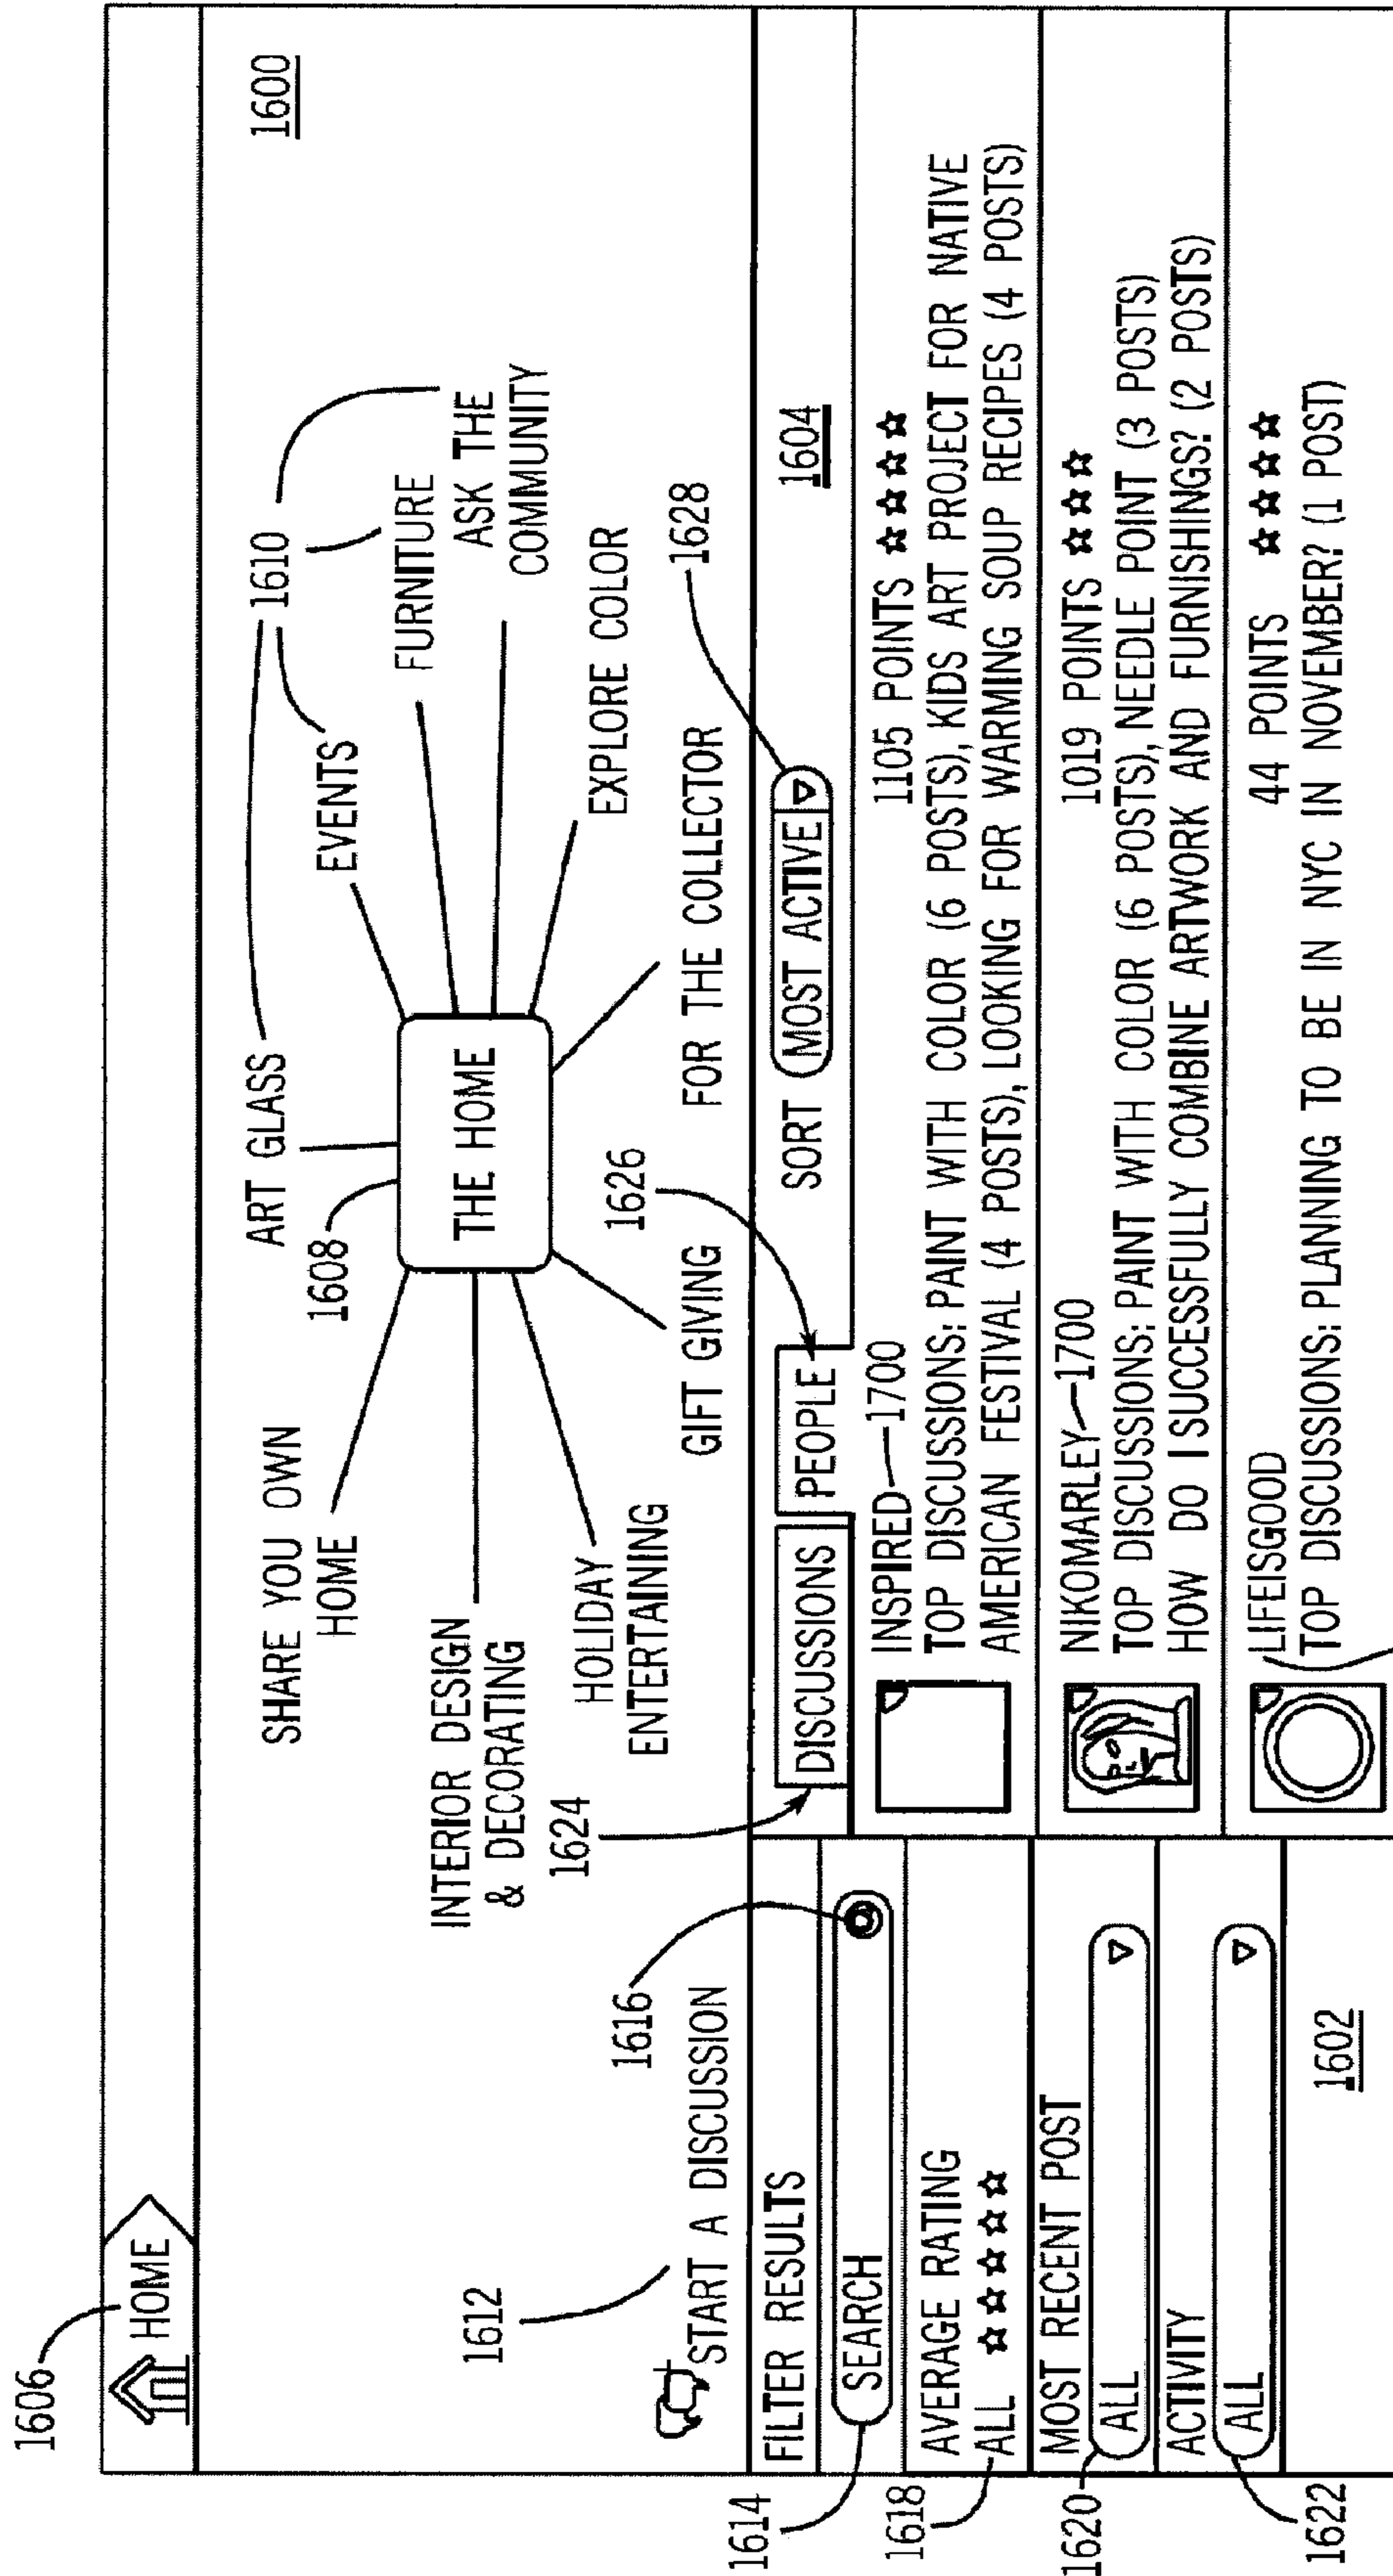 1606
HOME
1600
SHARE YOU OWN
HOME
ART GLASS
1610
1608
EVENTS
FURNITURE
ASK THE
COMMUNITY
INTERIOR DESIGN
& DECORATING
THE HOME
1612
HOLIDAY
ENTERTAINING
EXPLORE COLOR
1624
1616
1626
GIFT GIVING
FOR THE COLLECTOR
1628
START A DISCUSSION
1614
FILTER RESULTS
DISCUSSIONS
PEOPLE
SORT
MOST ACTIVE
1604
SEARCH
1618
AVERAGE RATING
ALL
1620
MOST RECENT POST
ALL
ACTIVITY
1622
ALL
1602
INSPIRED 1700
1105 POINTS
TOP DISCUSSIONS: PAINT WITH COLOR (6 POSTS), KIDS ART PROJECT FOR NATIVE
AMERICAN FESTIVAL (4 POSTS), LOOKING FOR WARMING SOUP RECIPES (4 POSTS)
NIKOMARLEY 1700
1019 POINTS
TOP DISCUSSIONS: PAINT WITH COLOR (6 POSTS), NEEDLE POINT (3 POSTS)
HOW DO I SUCCESSFULLY COMBINE ARTWORK AND FURNISHINGS? (2 POSTS)
LIFEISGOOD
44 POINTS
TOP DISCUSSIONS: PLANNING TO BE IN NYC IN NOVEMBER? (1 POST)